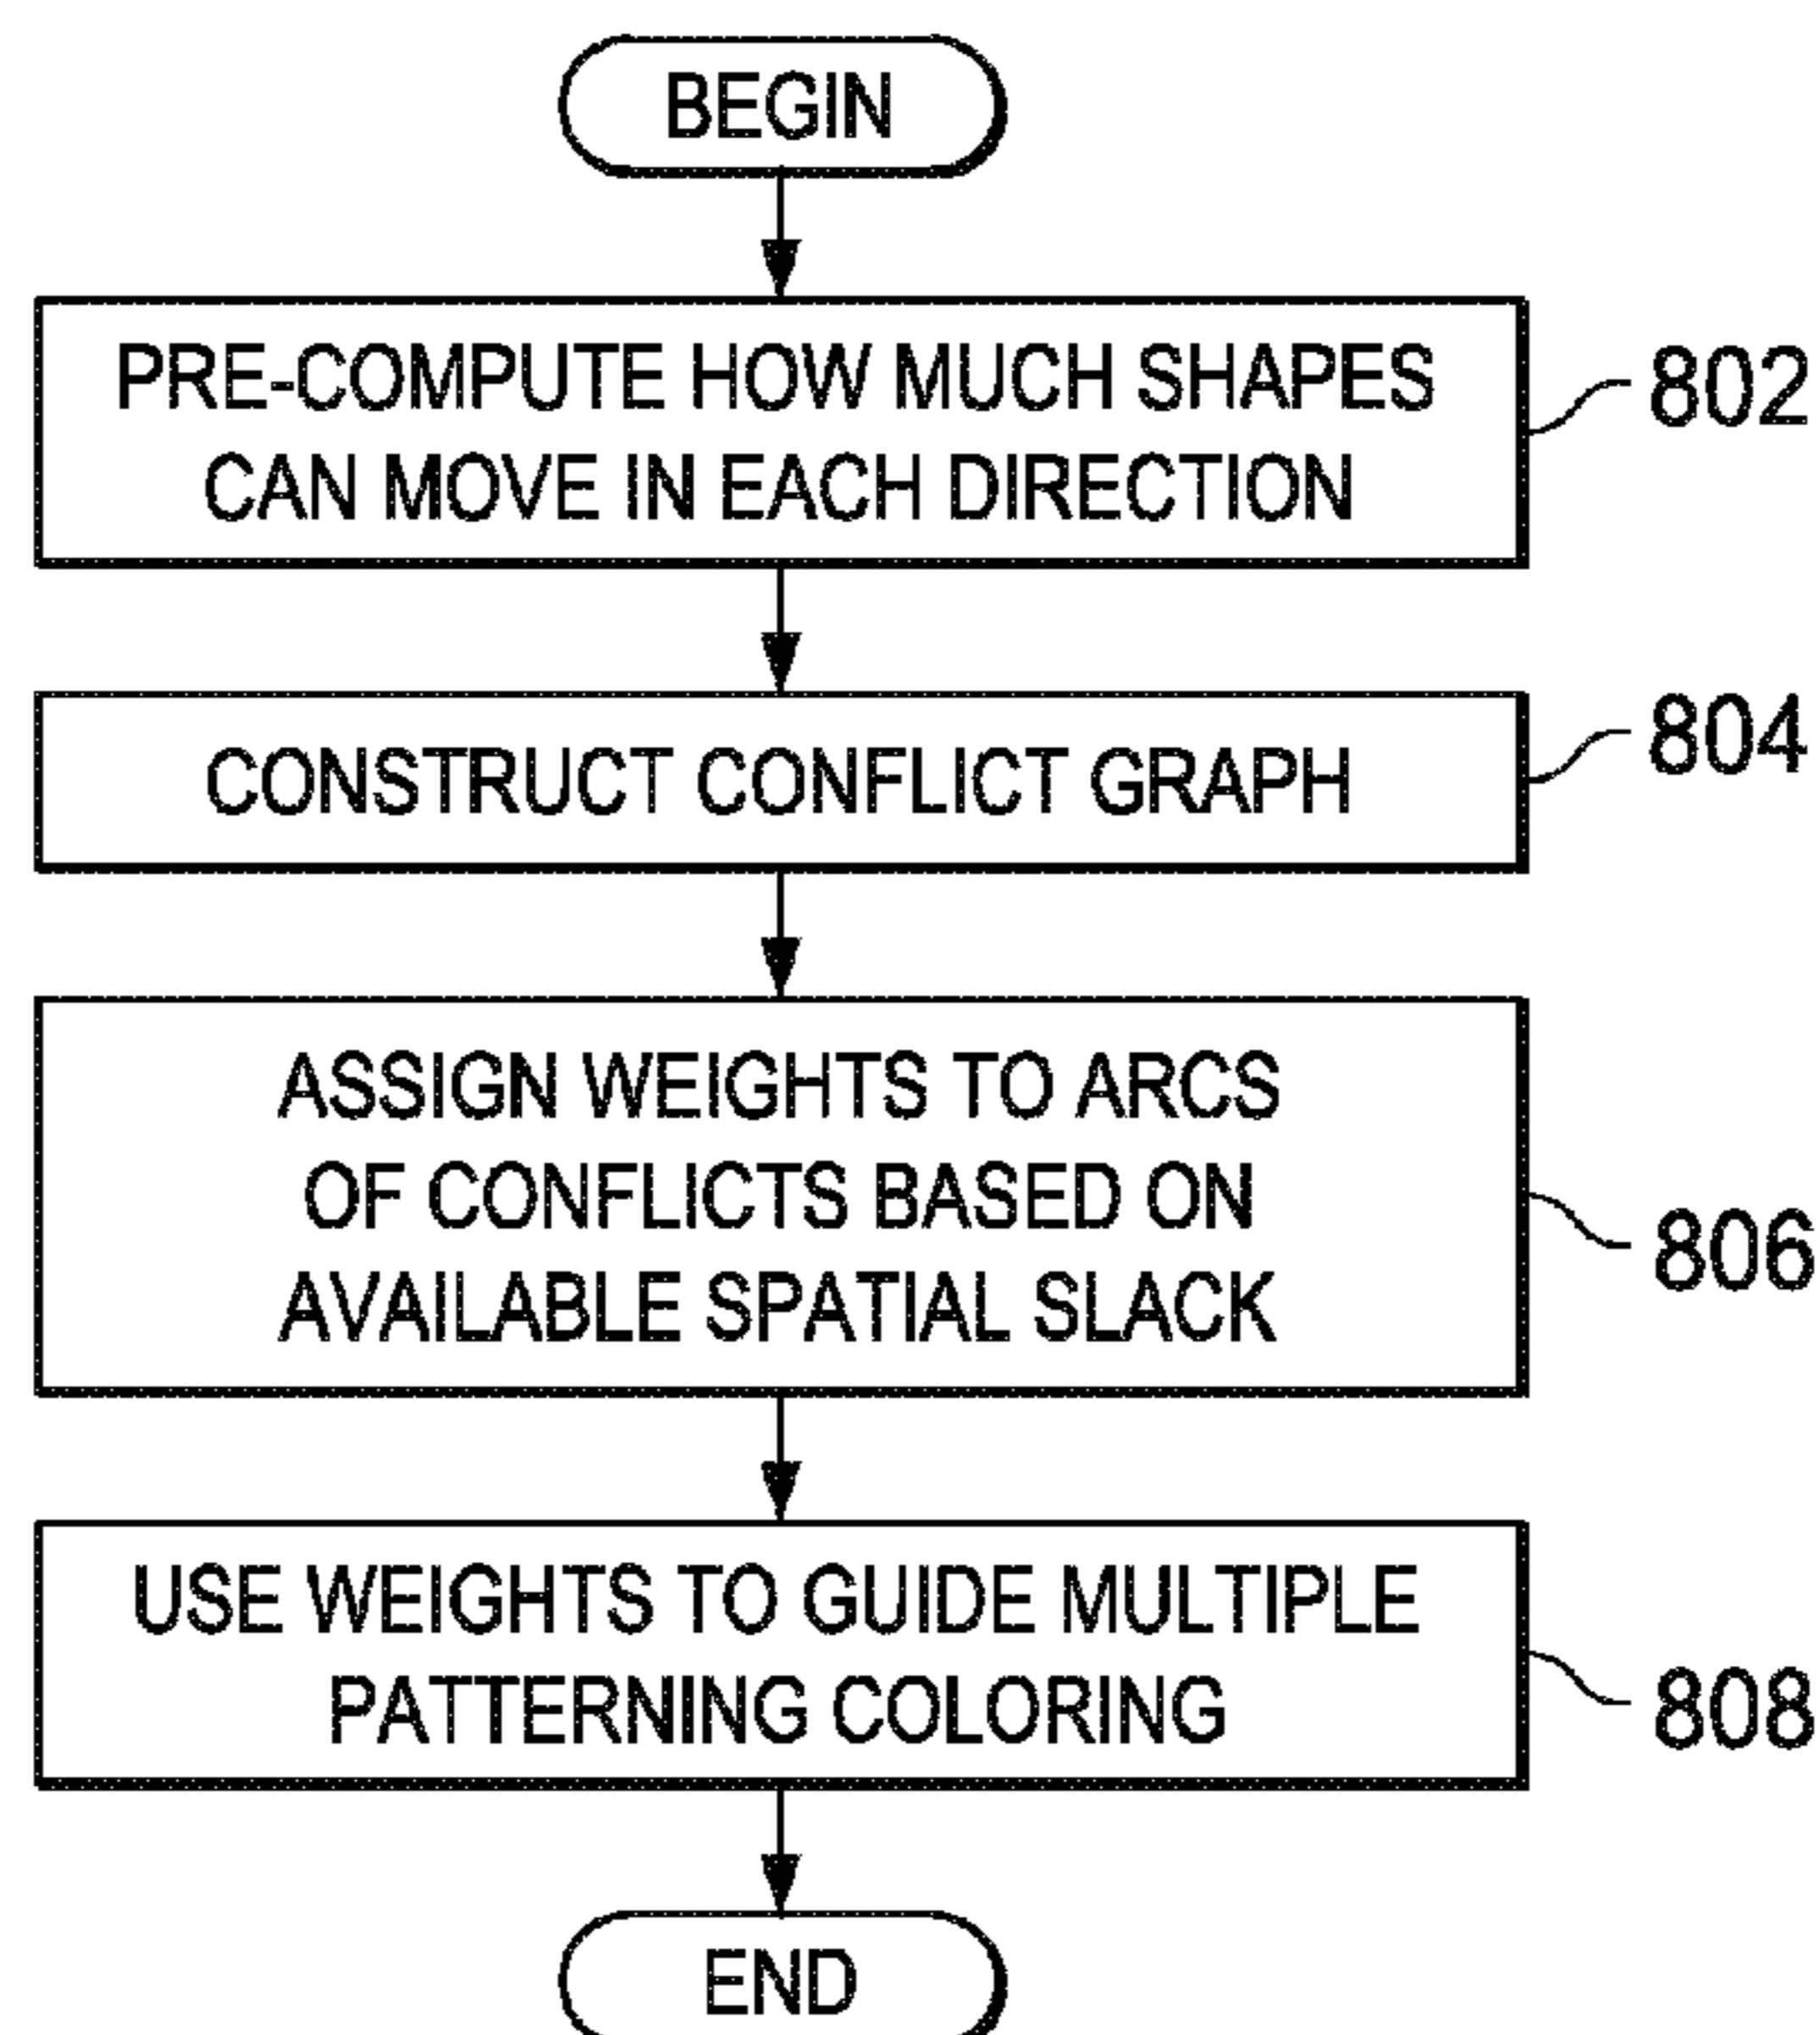 BEGIN
PRE-COMPUTE HOW MUCH SHAPES
CAN MOVE IN EACH DIRECTION
802
CONSTRUCT CONFLICT GRAPH
804
ASSIGN WEIGHTS TO ARCS
OF CONFLICTS BASED ON
AVAILABLE SPATIAL SLACK
806
USE WEIGHTS TO GUIDE MULTIPLE
PATTERNING COLORING
808
END